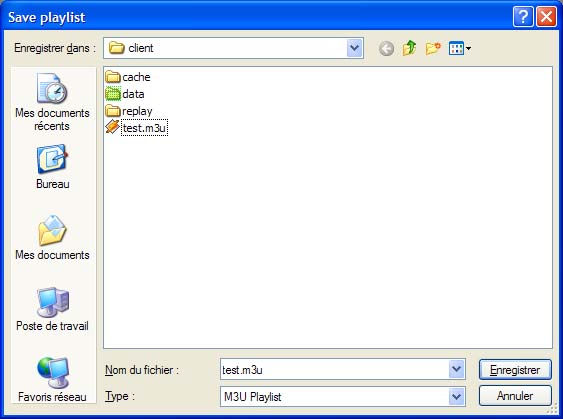 Save playlist
Enregistrer dans :
client
Mes documents
récents
Bureau
Mes documents
Poste de travail
Favoris réseau
cache
data
replay
test.m3u
Nom du fichier :
test.m3u
Enregistrer
Type :
M3U Playlist
Annuler